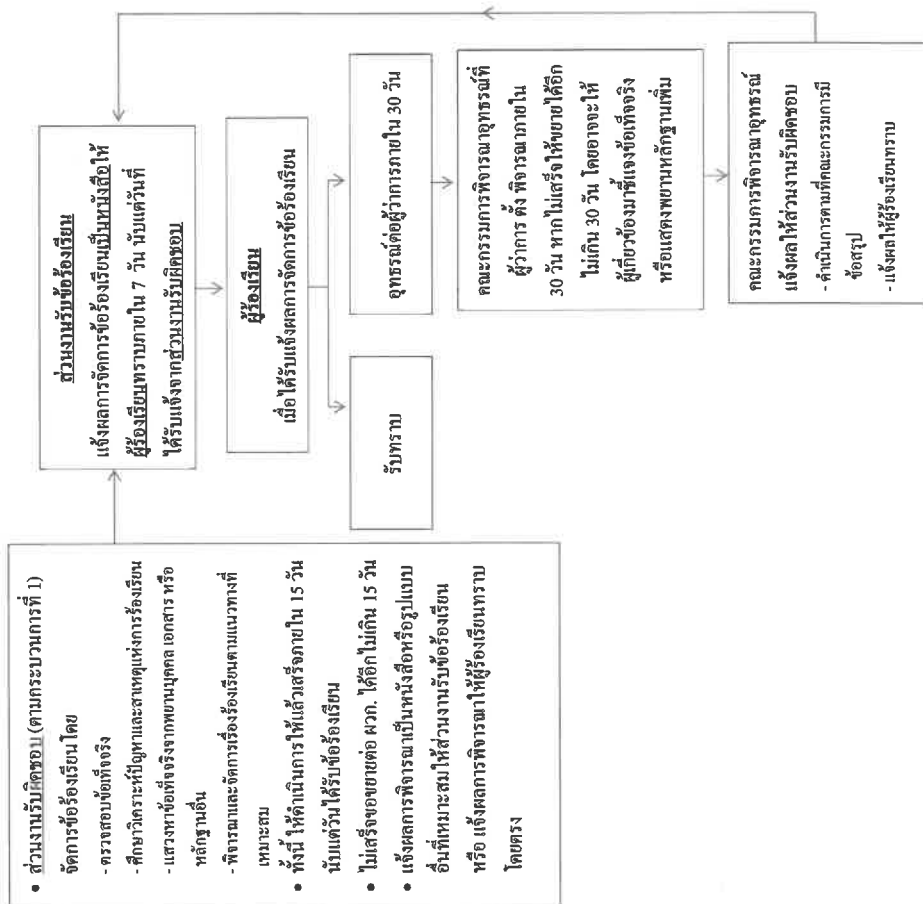 • ส่วนงานรับผิดชอบ (ตามกระบวนการที่ 1)
จัดการข้อร้องเรียนโดย
- ตรวจสอบข้อเท็จจริง
- ศึกษาวิเคราะห์ปัญหาและสาเหตุแห่งการร้องเรียน
- แสวงหาข้อเท็จจริงจากพยานบุคคล เอกสาร หรือ
หลักฐานอื่น
- พิจารณาและจัดการเรื่องร้องเรียนตามแนวทางที่
เหมาะสม
• ทั้งนี้ ให้ดำเนินการให้แล้วเสร็จภายใน 15 วัน
นับแต่วันได้รับข้อร้องเรียน
• ไม่เสร็จขอขยายต่อ ผวก. ได้อีกไม่เกิน 15 วัน
• แจ้งผลการพิจารณาเป็นหนังสือหรือรูปแบบ
อื่นที่เหมาะสมให้ส่วนงานรับข้อร้องเรียน
หรือ แจ้งผลการพิจารณาให้ผู้ร้องเรียนทราบ
โดยตรง
ส่วนงานรับข้อร้องเรียน
แจ้งผลการจัดการข้อร้องเรียนเป็นหนังสือให้
ผู้ร้องเรียนทราบภายใน 7 วัน นับแต่วันที่
ได้รับแจ้งจากส่วนงานรับผิดชอบ
ผู้ร้องเรียน
เมื่อได้รับแจ้งผลการจัดการข้อร้องเรียน
รับทราบ
อุทธรณ์ต่อผู้ว่าการภายใน 30 วัน
คณะกรรมการพิจารณาอุทธรณ์ที่
ผู้ว่าการ ตั้ง พิจารณาภายใน
30 วัน หากไม่เสร็จให้ขยายได้อีก
ไม่เกิน 30 วัน โดยอาจจะให้
ผู้เกี่ยวข้องมาชี้แจงข้อเท็จจริง
หรือแสดงพยานหลักฐานเพิ่ม
คณะกรรมการพิจารณาอุทธรณ์
แจ้งผลให้ส่วนงานรับผิดชอบ
- ดำเนินการตามที่คณะกรรมการมี
ข้อสรุป
- แจ้งผลให้ผู้ร้องเรียนทราบ